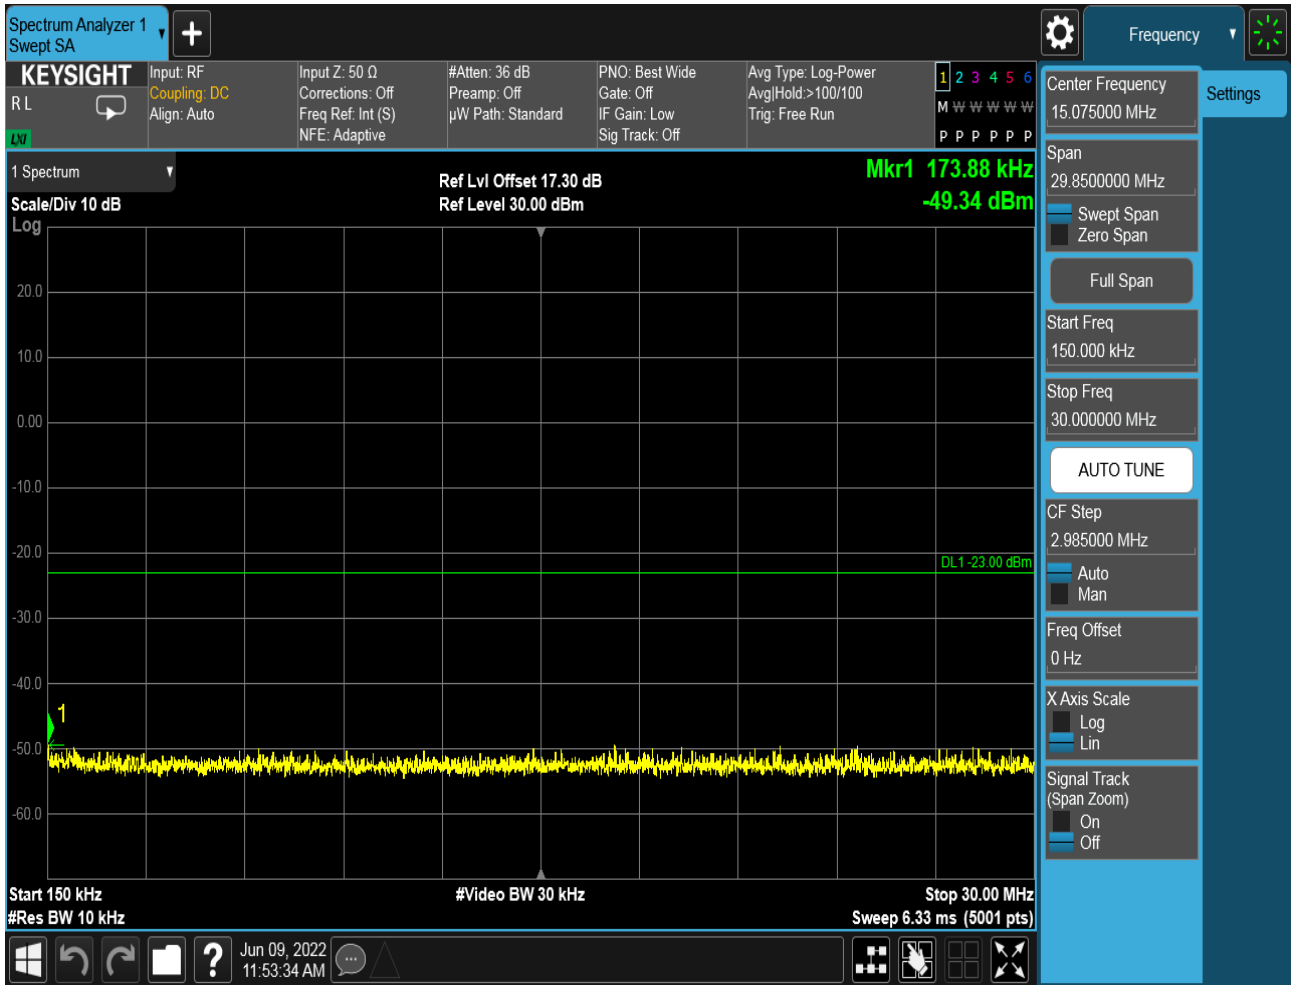 Spectrum Analyzer 1
Swept SA
Frequency
KEYSIGHT
R L
LXI
Input: RF
Coupling: DC
Align: Auto
Input Z: 50 Ω
Corrections: Off
Freq Ref: Int (S)
NFE: Adaptive
#Atten: 36 dB
Preamp: Off
µW Path: Standard
PNO: Best Wide
Gate: Off
IF Gain: Low
Sig Track: Off
Avg Type: Log-Power
Avg|Hold:>100/100
Trig: Free Run
1 2 3 4 5 6
M W W W W W
P P P P P P
1 Spectrum
Scale/Div 10 dB
Log
Ref Lvl Offset 17.30 dB
Ref Level 30.00 dBm
Mkr1 173.88 kHz
-49.34 dBm
20.0
10.0
0.00
-10.0
-20.0
DL1 -23.00 dBm
-30.0
-40.0
1
-50.0
-60.0
Start 150 kHz
#Video BW 30 kHz
Stop 30.00 MHz
#Res BW 10 kHz
Sweep 6.33 ms (5001 pts)
Center Frequency
15.075000 MHz
Settings
Span
29.8500000 MHz
Swept Span
Zero Span
Full Span
Start Freq
150.000 kHz
Stop Freq
30.000000 MHz
AUTO TUNE
CF Step
2.985000 MHz
Auto
Man
Freq Offset
0 Hz
X Axis Scale
Log
Lin
Signal Track
(Span Zoom)
On
Off
?
Jun 09, 2022
11:53:34 AM